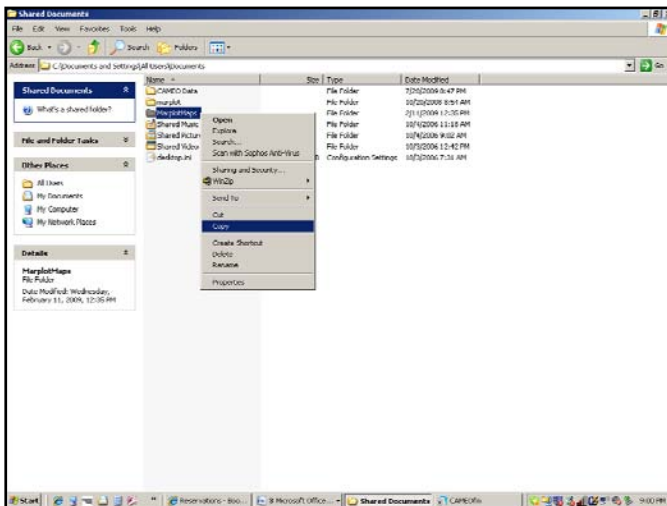 Shared Documents
File Edit View Favorites Tools Help
Back Search Folders
Address C:\Documents and Settings\All Users\Documents Go
Name Size Type Date Modified
CAMEO Data File Folder 7/20/2009 8:47 PM
marplot File Folder 10/20/2008 8:54 AM
MarplotMaps File Folder 2/11/2009 12:35 PM
Shared Music File Folder 10/4/2006 11:18 AM
Shared Pictur File Folder 10/4/2006 9:02 AM
Shared Video File Folder 10/3/2006 12:42 PM
desktop.ini Configuration Settings 10/3/2006 7:31 AM
Shared Documents
What's a shared folder?
File and Folder Tasks
Other Places
All Users
My Documents
My Computer
My Network Places
Details
MarplotMaps
File Folder
Date Modified: Wednesday,
February 11, 2009, 12:35 PM
Open
Explore
Search...
Scan with Sophos Anti-Virus
Sharing and Security...
WinZip
Send To
Cut
Copy
Create Shortcut
Delete
Rename
Properties
Start Reservations - Boo... 8 Microsoft Office... Shared Documents CAMEOfm 9:00 PM